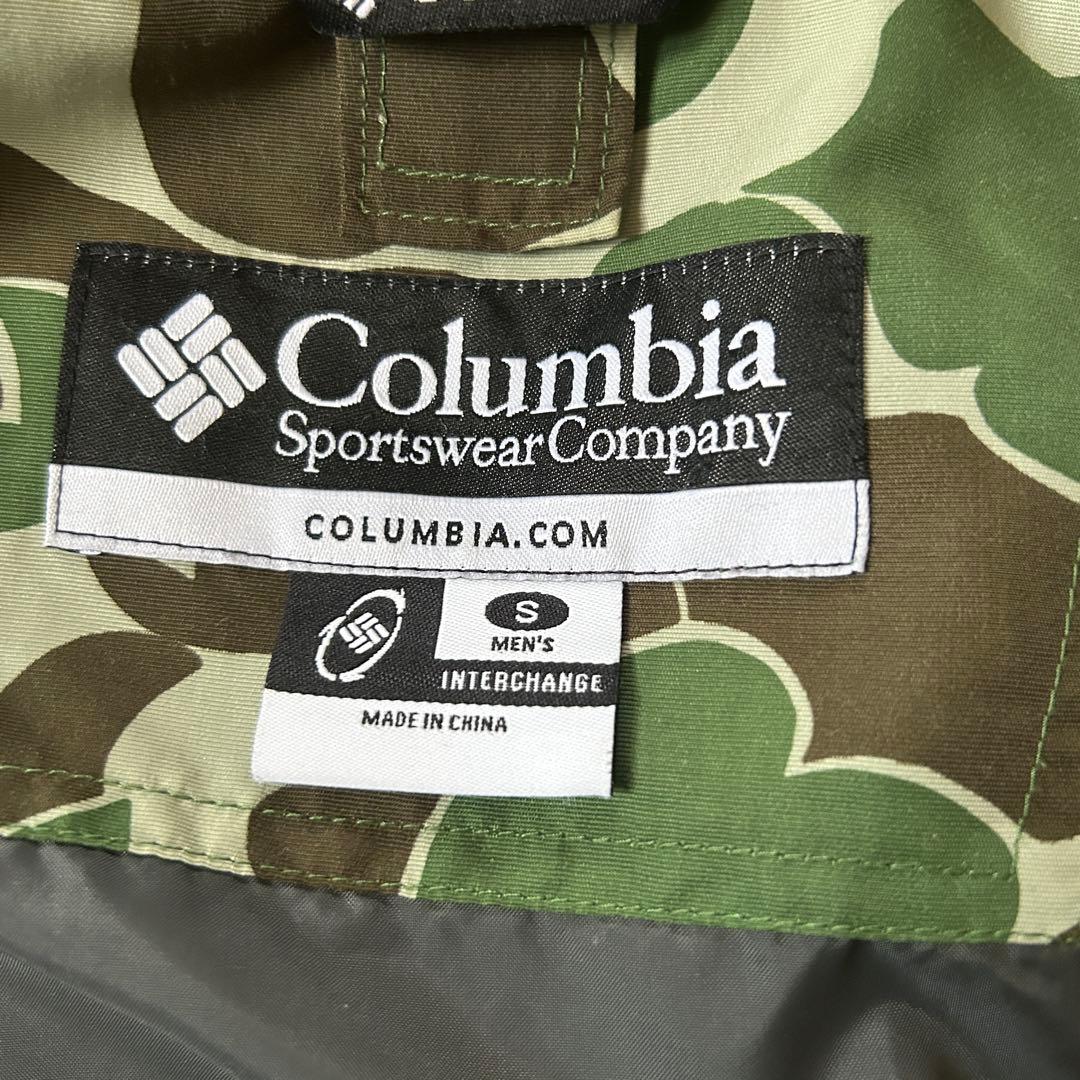 Columbia
Sportswear Company
COLUMBIA.COM
S
MEN'S
INTERCHANGE
MADE IN CHINA